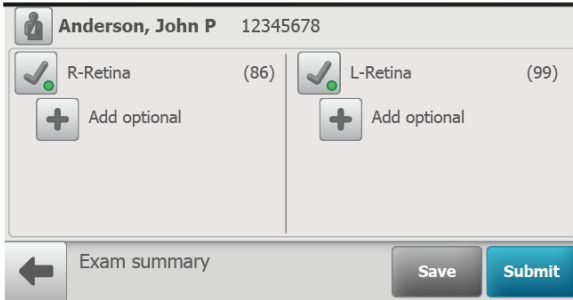 Anderson, John P 12345678
R-Retina (86)
Add optional
L-Retina (99)
Add optional
Exam summary
Save
Submit